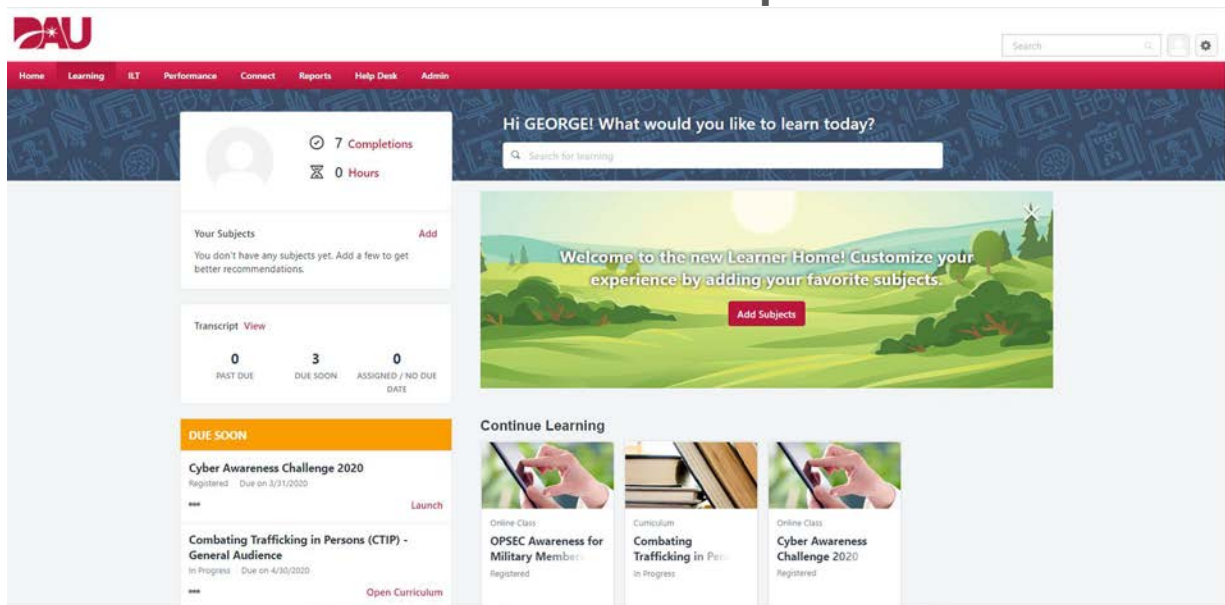 DAU
Search
Home Learning ILT Performance Connect Reports Help Desk Admin
7 Completions
0 Hours
Your Subjects Add
You don't have any subjects yet. Add a few to get
better recommendations.
Transcript View
0 3 0
PAST DUE DUE SOON ASSIGNED / NO DUE
DATE
DUE SOON
Cyber Awareness Challenge 2020
Registered Due on 3/31/2020
Launch
Combating Trafficking in Persons (CTIP) -
General Audience
In Progress Due on 4/30/2020
Open Curriculum
Hi GEORGE! What would you like to learn today?
Search for learning
Welcome to the new Learner Home! Customize your
experience by adding your favorite subjects.
Add Subjects
Continue Learning
Online Class
OPSEC Awareness for
Military Member
Registered
Curriculum
Combating
Trafficking in Per
In Progress
Online Class
Cyber Awareness
Challenge 2020
Registered